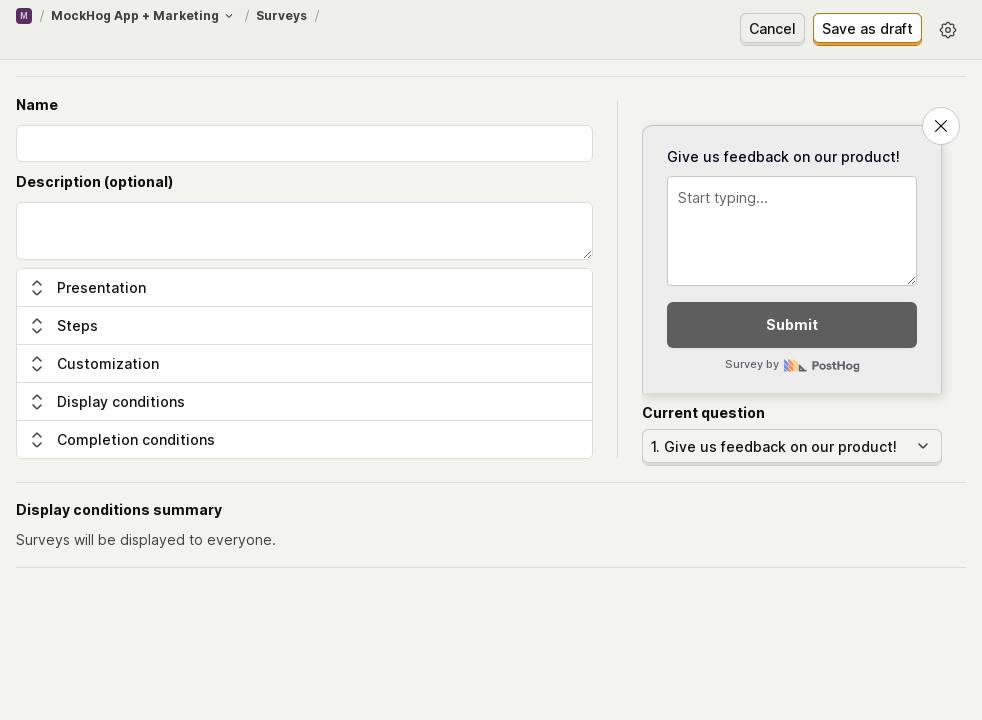 M / MockHog App + Marketing / Surveys /
Cancel
Save as draft
Name
Description (optional)
Presentation
Steps
Customization
Display conditions
Completion conditions
Give us feedback on our product!
Start typing...
Submit
Survey by PostHog
Current question
1. Give us feedback on our product!
Display conditions summary
Surveys will be displayed to everyone.